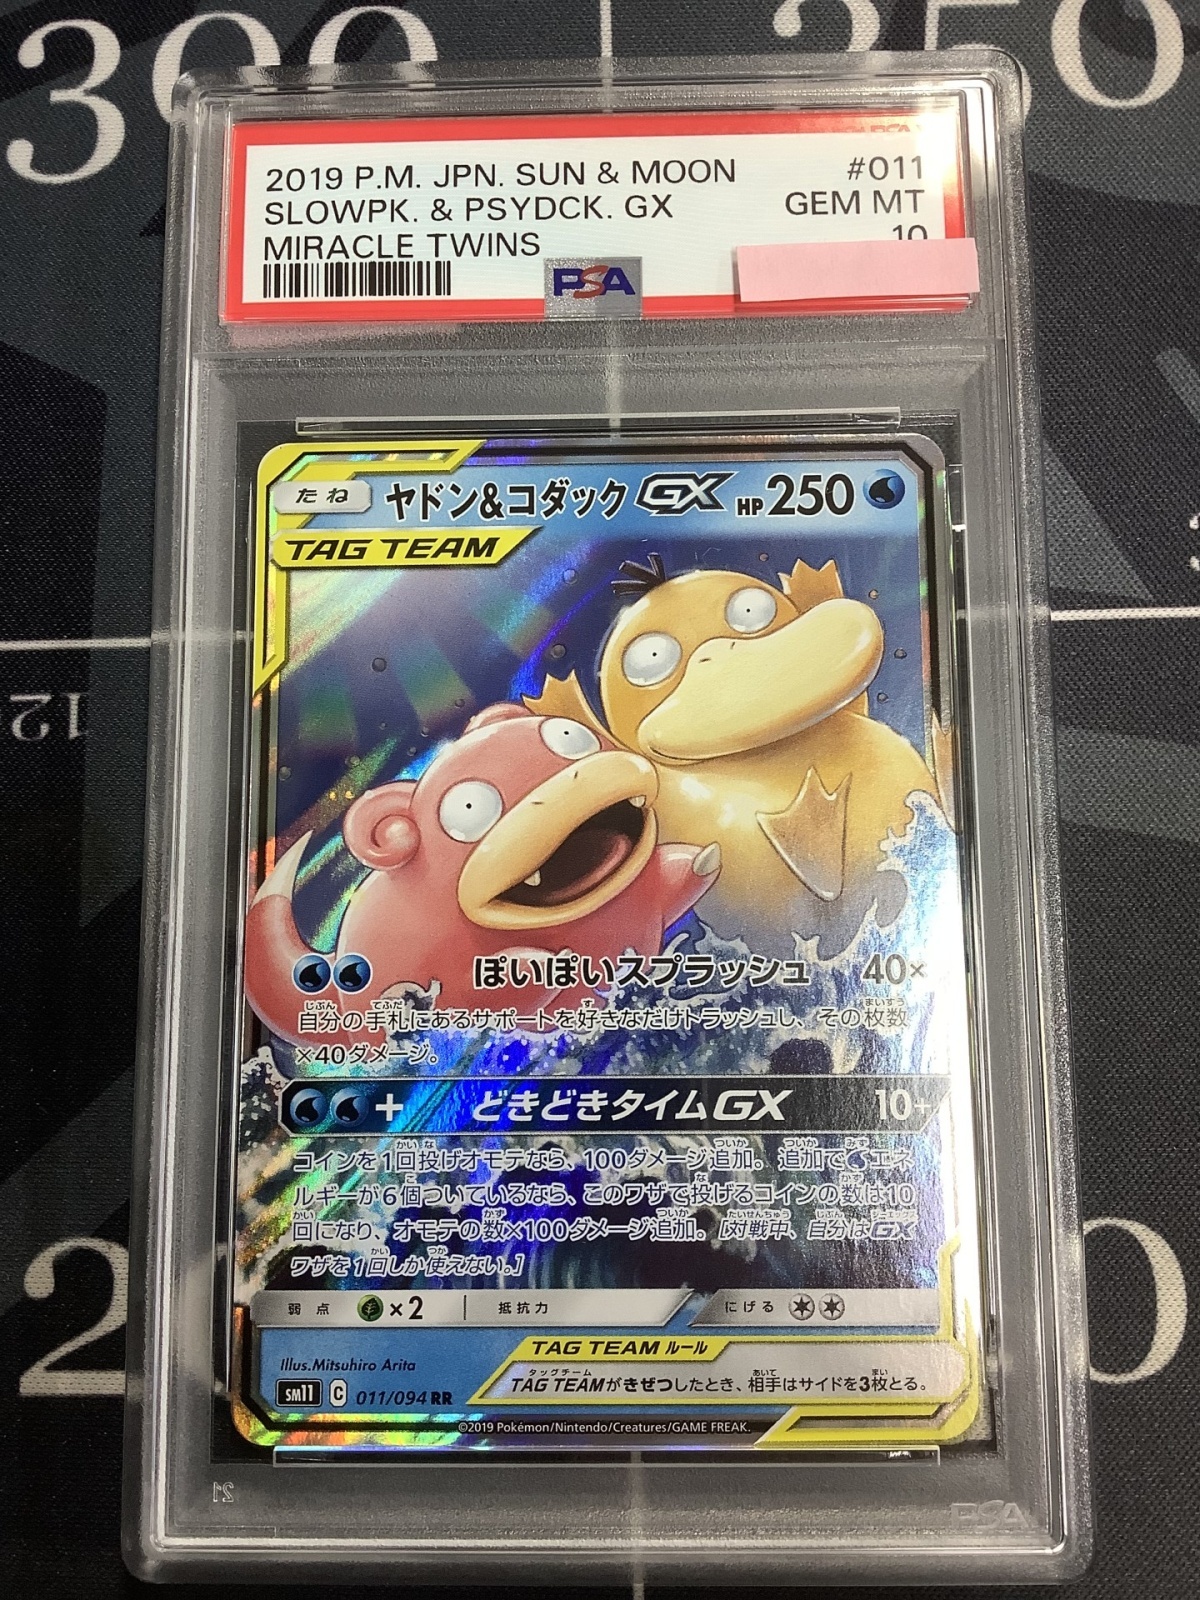 300
250
2019 P.M. JPN. SUN & MOON #011
SLOWPK. & PSYDCK. GX GEM MT
MIRACLE TWINS 10
PSA
たね ヤドン&コダックGX HP250
TAG TEAM
ぽいぽいスプラッシュ 40×
自分の手札にあるサポートを好きなだけトラッシュし、その枚数
×40ダメージ。
+ どきどきタイムGX 10+
コインを1回投げオモテなら、100ダメージ追加。追加でエネ
ルギーが6個ついているなら、このワザで投げるコインの数は10
回になり、オモテの数×100ダメージ追加。[対戦中、自分はGX
ワザを1回しか使えない。]
弱点 ×2 抵抗力 にげる
TAG TEAM ルール
Illus.Mitsuhiro Arita
TAG TEAMがきぜつしたとき、相手はサイドを3枚とる。
SM11 C 011/094 RR
©2019 Pokémon/Nintendo/Creatures/GAME FREAK.
21
PSA